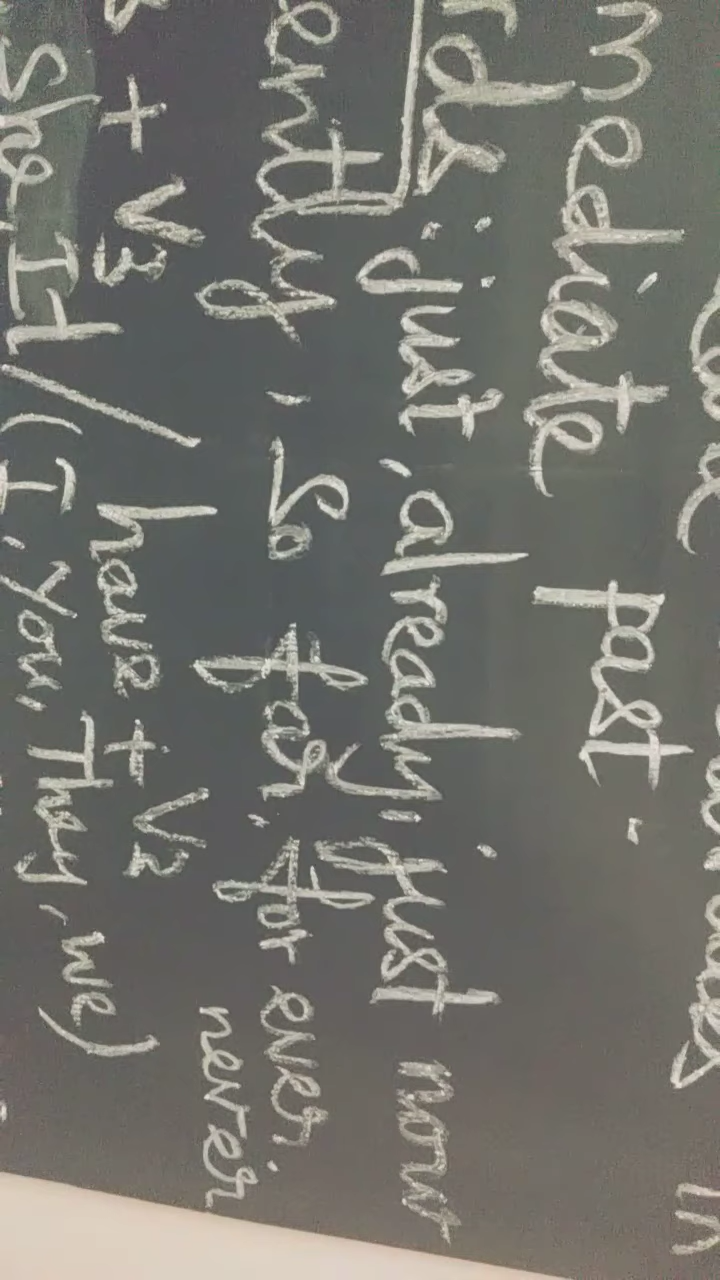 in
mediate past.
rds: just, already, just now
ently, So far, for ever.
never
s + V3 have + V3
She, It / (I, You, They, we)